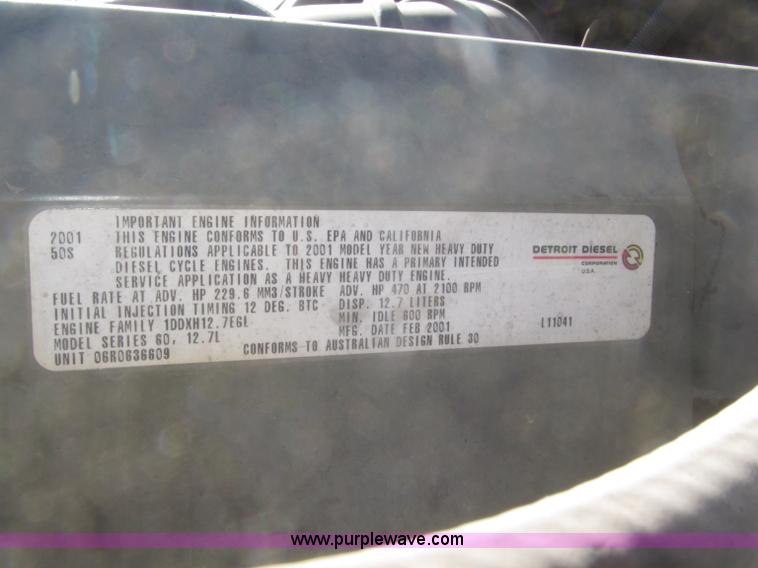 IMPORTANT ENGINE INFORMATION
2001 THIS ENGINE CONFORMS TO U.S. EPA AND CALIFORNIA
50S REGULATIONS APPLICABLE TO 2001 MODEL YEAR NEW HEAVY DUTY
DIESEL CYCLE ENGINES. THIS ENGINE HAS A PRIMARY INTENDED
SERVICE APPLICATION AS A HEAVY HEAVY DUTY ENGINE.
FUEL RATE AT ADV. HP 229.6 MM3/STROKE ADV. HP 470 AT 2100 RPM
INITIAL INJECTION TIMING 12 DEG. BTC DISP. 12.7 LITERS
ENGINE FAMILY 1DDXH12.7EGL MIN. IDLE 600 RPM
MODEL SERIES 60, 12.7L MFG. DATE FEB 2001
UNIT 06R0636609 CONFORMS TO AUSTRALIAN DESIGN RULE 30
DETROIT DIESEL
CORPORATION
U.S.A.
L11041
www.purplewave.com